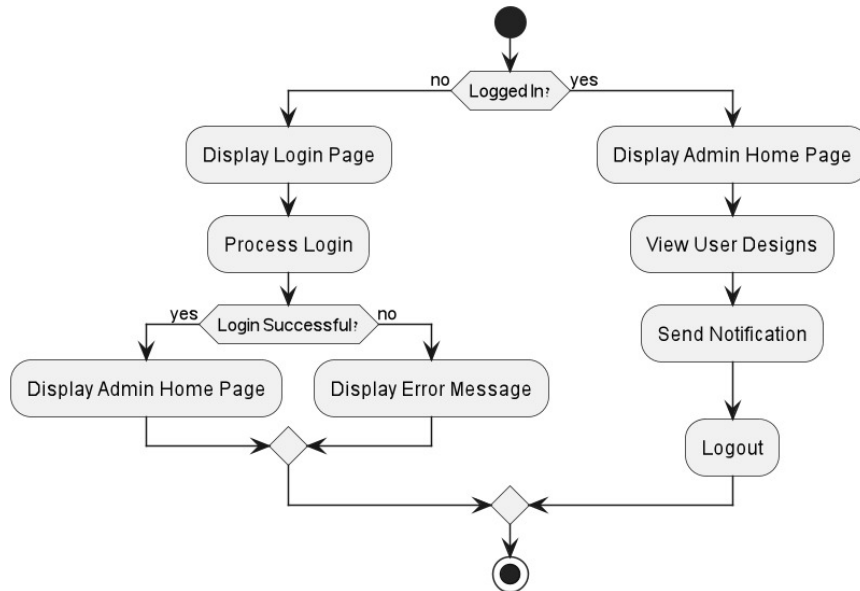 no
Logged In?
yes
Display Login Page
Display Admin Home Page
Process Login
View User Designs
yes
Login Successful?
no
Send Notification
Display Admin Home Page
Display Error Message
Logout